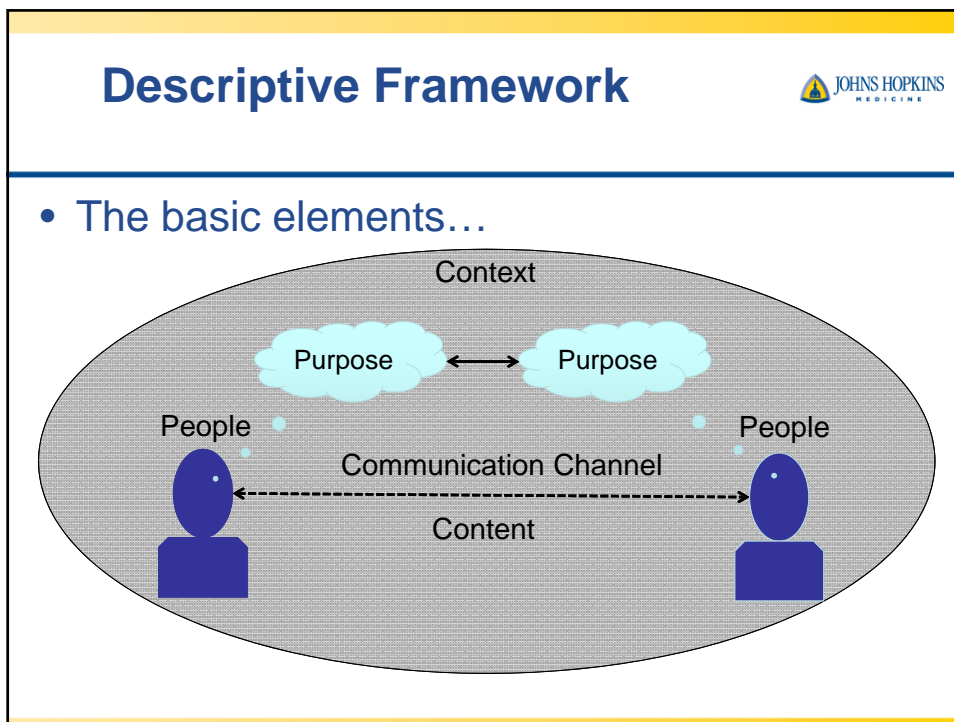 Descriptive Framework
JOHNS HOPKINS
MEDICINE
• The basic elements…
Context
Purpose
Purpose
People
People
Communication Channel
Content